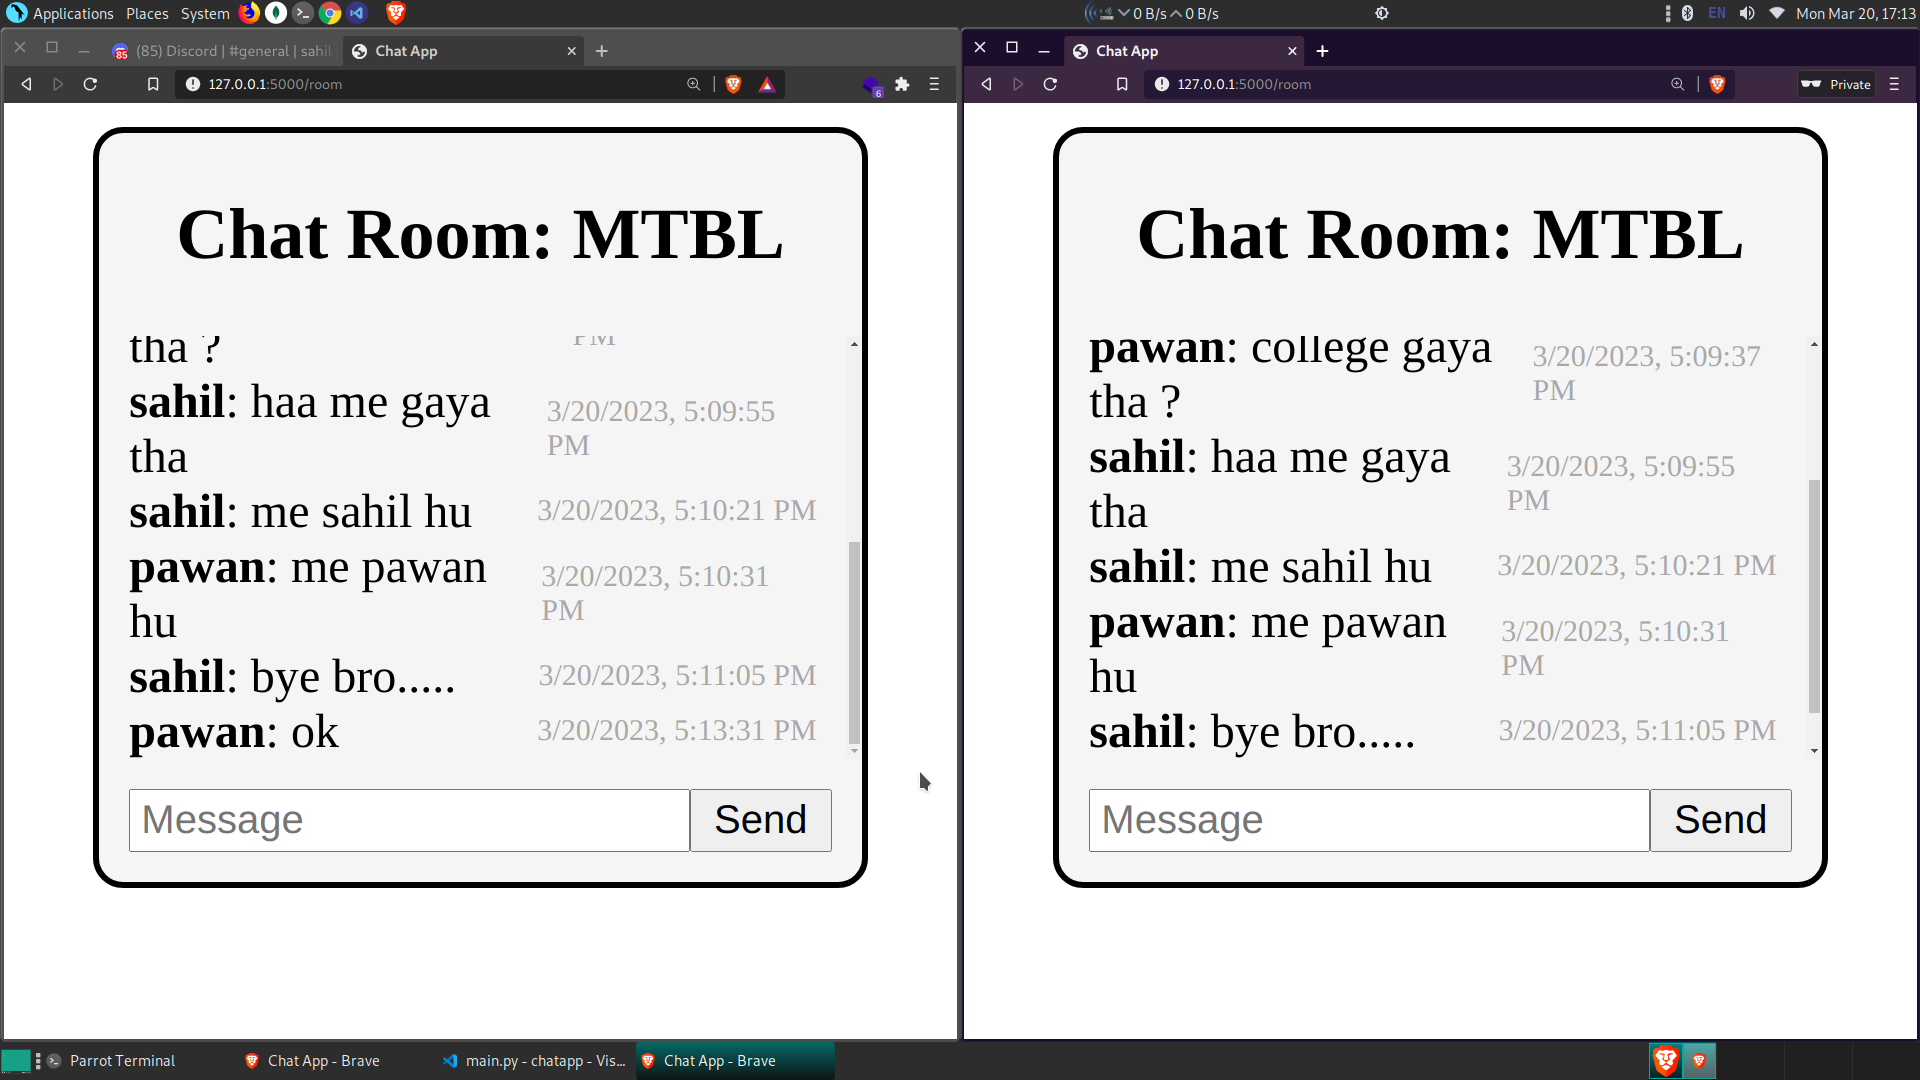 Applications Places System
0 B/s 0 B/s
EN Mon Mar 20, 17:13
85 (85) Discord | #general | sahil
Chat App
127.0.0.1:5000/room
6
Chat Room: MTBL
PM
tha ?
sahil: haa me gaya tha
3/20/2023, 5:09:55 PM
sahil: me sahil hu
3/20/2023, 5:10:21 PM
pawan: me pawan hu
3/20/2023, 5:10:31 PM
sahil: bye bro.....
3/20/2023, 5:11:05 PM
pawan: ok
3/20/2023, 5:13:31 PM
Message
Send
Chat App
127.0.0.1:5000/room
Private
Chat Room: MTBL
pawan: college gaya tha ?
3/20/2023, 5:09:37 PM
sahil: haa me gaya tha
3/20/2023, 5:09:55 PM
sahil: me sahil hu
3/20/2023, 5:10:21 PM
pawan: me pawan hu
3/20/2023, 5:10:31 PM
sahil: bye bro.....
3/20/2023, 5:11:05 PM
Message
Send
Parrot Terminal
Chat App - Brave
main.py - chatapp - Vis...
Chat App - Brave